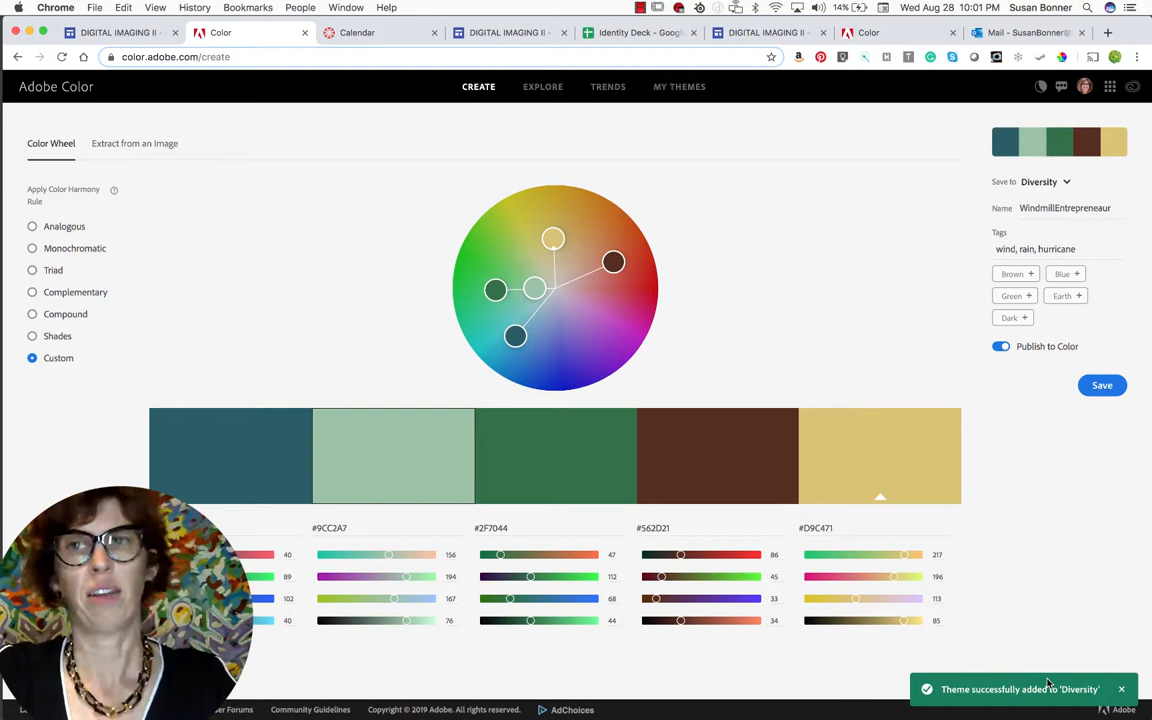 Chrome File Edit View History Bookmarks People Window Help 14% Wed Aug 28 10:01 PM Susan Bonner
DIGITAL IMAGING II - Color Calendar DIGITAL IMAGING II - Identity Deck - Google DIGITAL IMAGING II - Color Mail - SusanBonner@
color.adobe.com/create
Adobe Color CREATE EXPLORE TRENDS MY THEMES
Color Wheel Extract from an Image
Save to Diversity
Apply Color Harmony
Rule
Name WindmillEntrepreneur
Analogous
Tags
Monochromatic
wind, rain, hurricane
Triad
Brown + Blue +
Complementary
Green + Earth +
Compound
Dark +
Shades
Publish to Color
Custom
Save
#9CC2A7 #2F7044 #562D21 #D9C471
40 156 47 86 217
89 194 112 45 196
102 167 68 33 113
40 76 44 34 85
Theme successfully added to 'Diversity'
Forums Community Guidelines Copyright © 2019 Adobe. All rights reserved. AdChoices Adobe